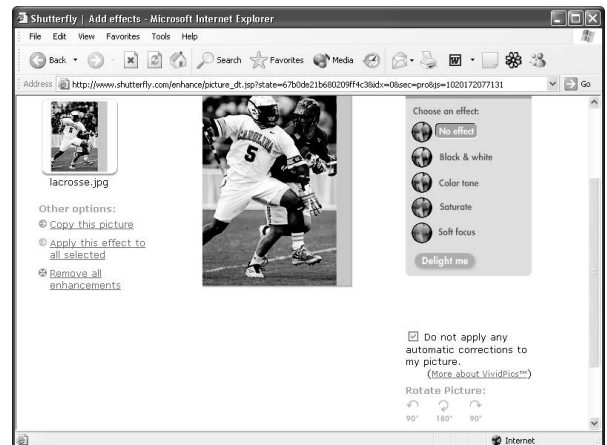 Shutterfly | Add effects - Microsoft Internet Explorer
File Edit View Favorites Tools Help
Back Search Favorites Media
Address http://www.shutterfly.com/enhance/picture_dt.jsp?state=67b0de21b680209ff4c3&idx=0&sec=pro&js=1020172077131 Go
lacrosse.jpg
Other options:
Copy this picture
Apply this effect to
all selected
Remove all
enhancements
CAROLINA
5
Choose an effect:
No effect
Black & white
Color tone
Saturate
Soft focus
Delight me
Do not apply any
automatic corrections to
my picture.
(More about VividPics™)
Rotate Picture:
90° 180° 90°
Internet